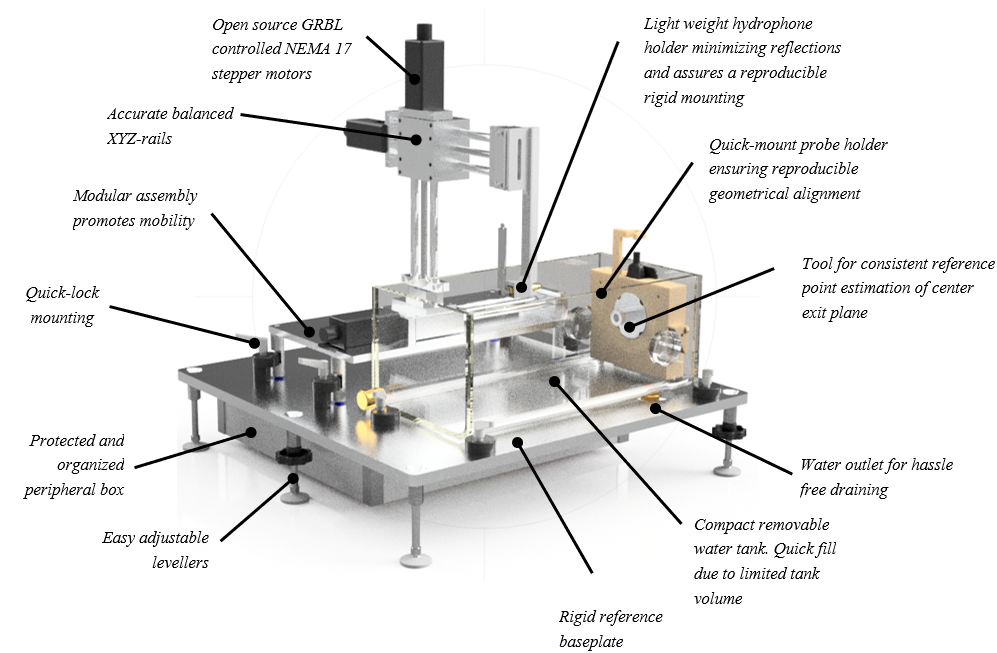 Open source GRBL
controlled NEMA 17
stepper motors
Light weight hydrophone
holder minimizing reflections
and assures a reproducible
rigid mounting
Accurate balanced
XYZ-rails
Quick-mount probe holder
ensuring reproducible
geometrical alignment
Modular assembly
promotes mobility
Tool for consistent reference
point estimation of center
exit plane
Quick-lock
mounting
Protected and
organized
peripheral box
Water outlet for hassle
free draining
Easy adjustable
levellers
Compact removable
water tank. Quick fill
due to limited tank
volume
Rigid reference
baseplate